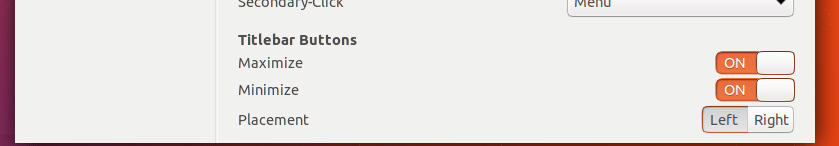 Secondary-Click Menu
Titlebar Buttons
Maximize ON
Minimize ON
Placement Left Right